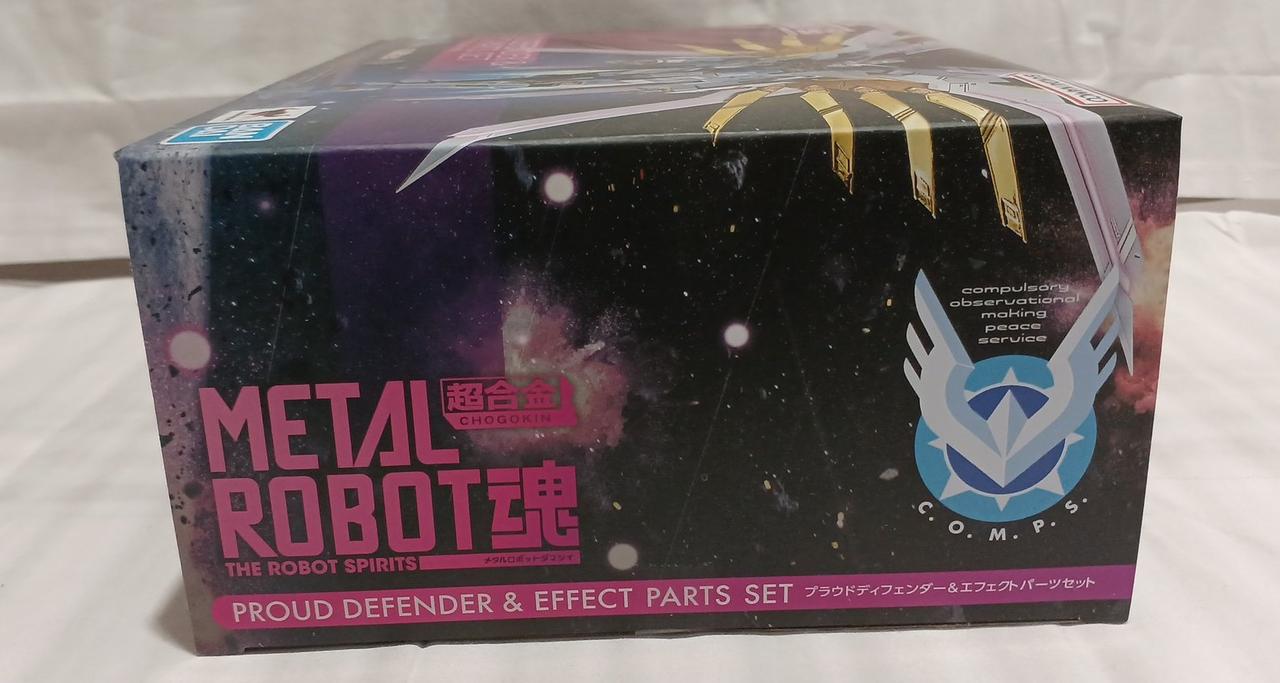 compulsory
observational
making
peace
service
METAL
超合金
CHOGOKIN
ROBOT魂
THE ROBOT SPIRITS
メタルロボットダマシイ
C.O.M.P.S.
PROUD DEFENDER & EFFECT PARTS SET プラウドディフェンダー&エフェクトパーツセット